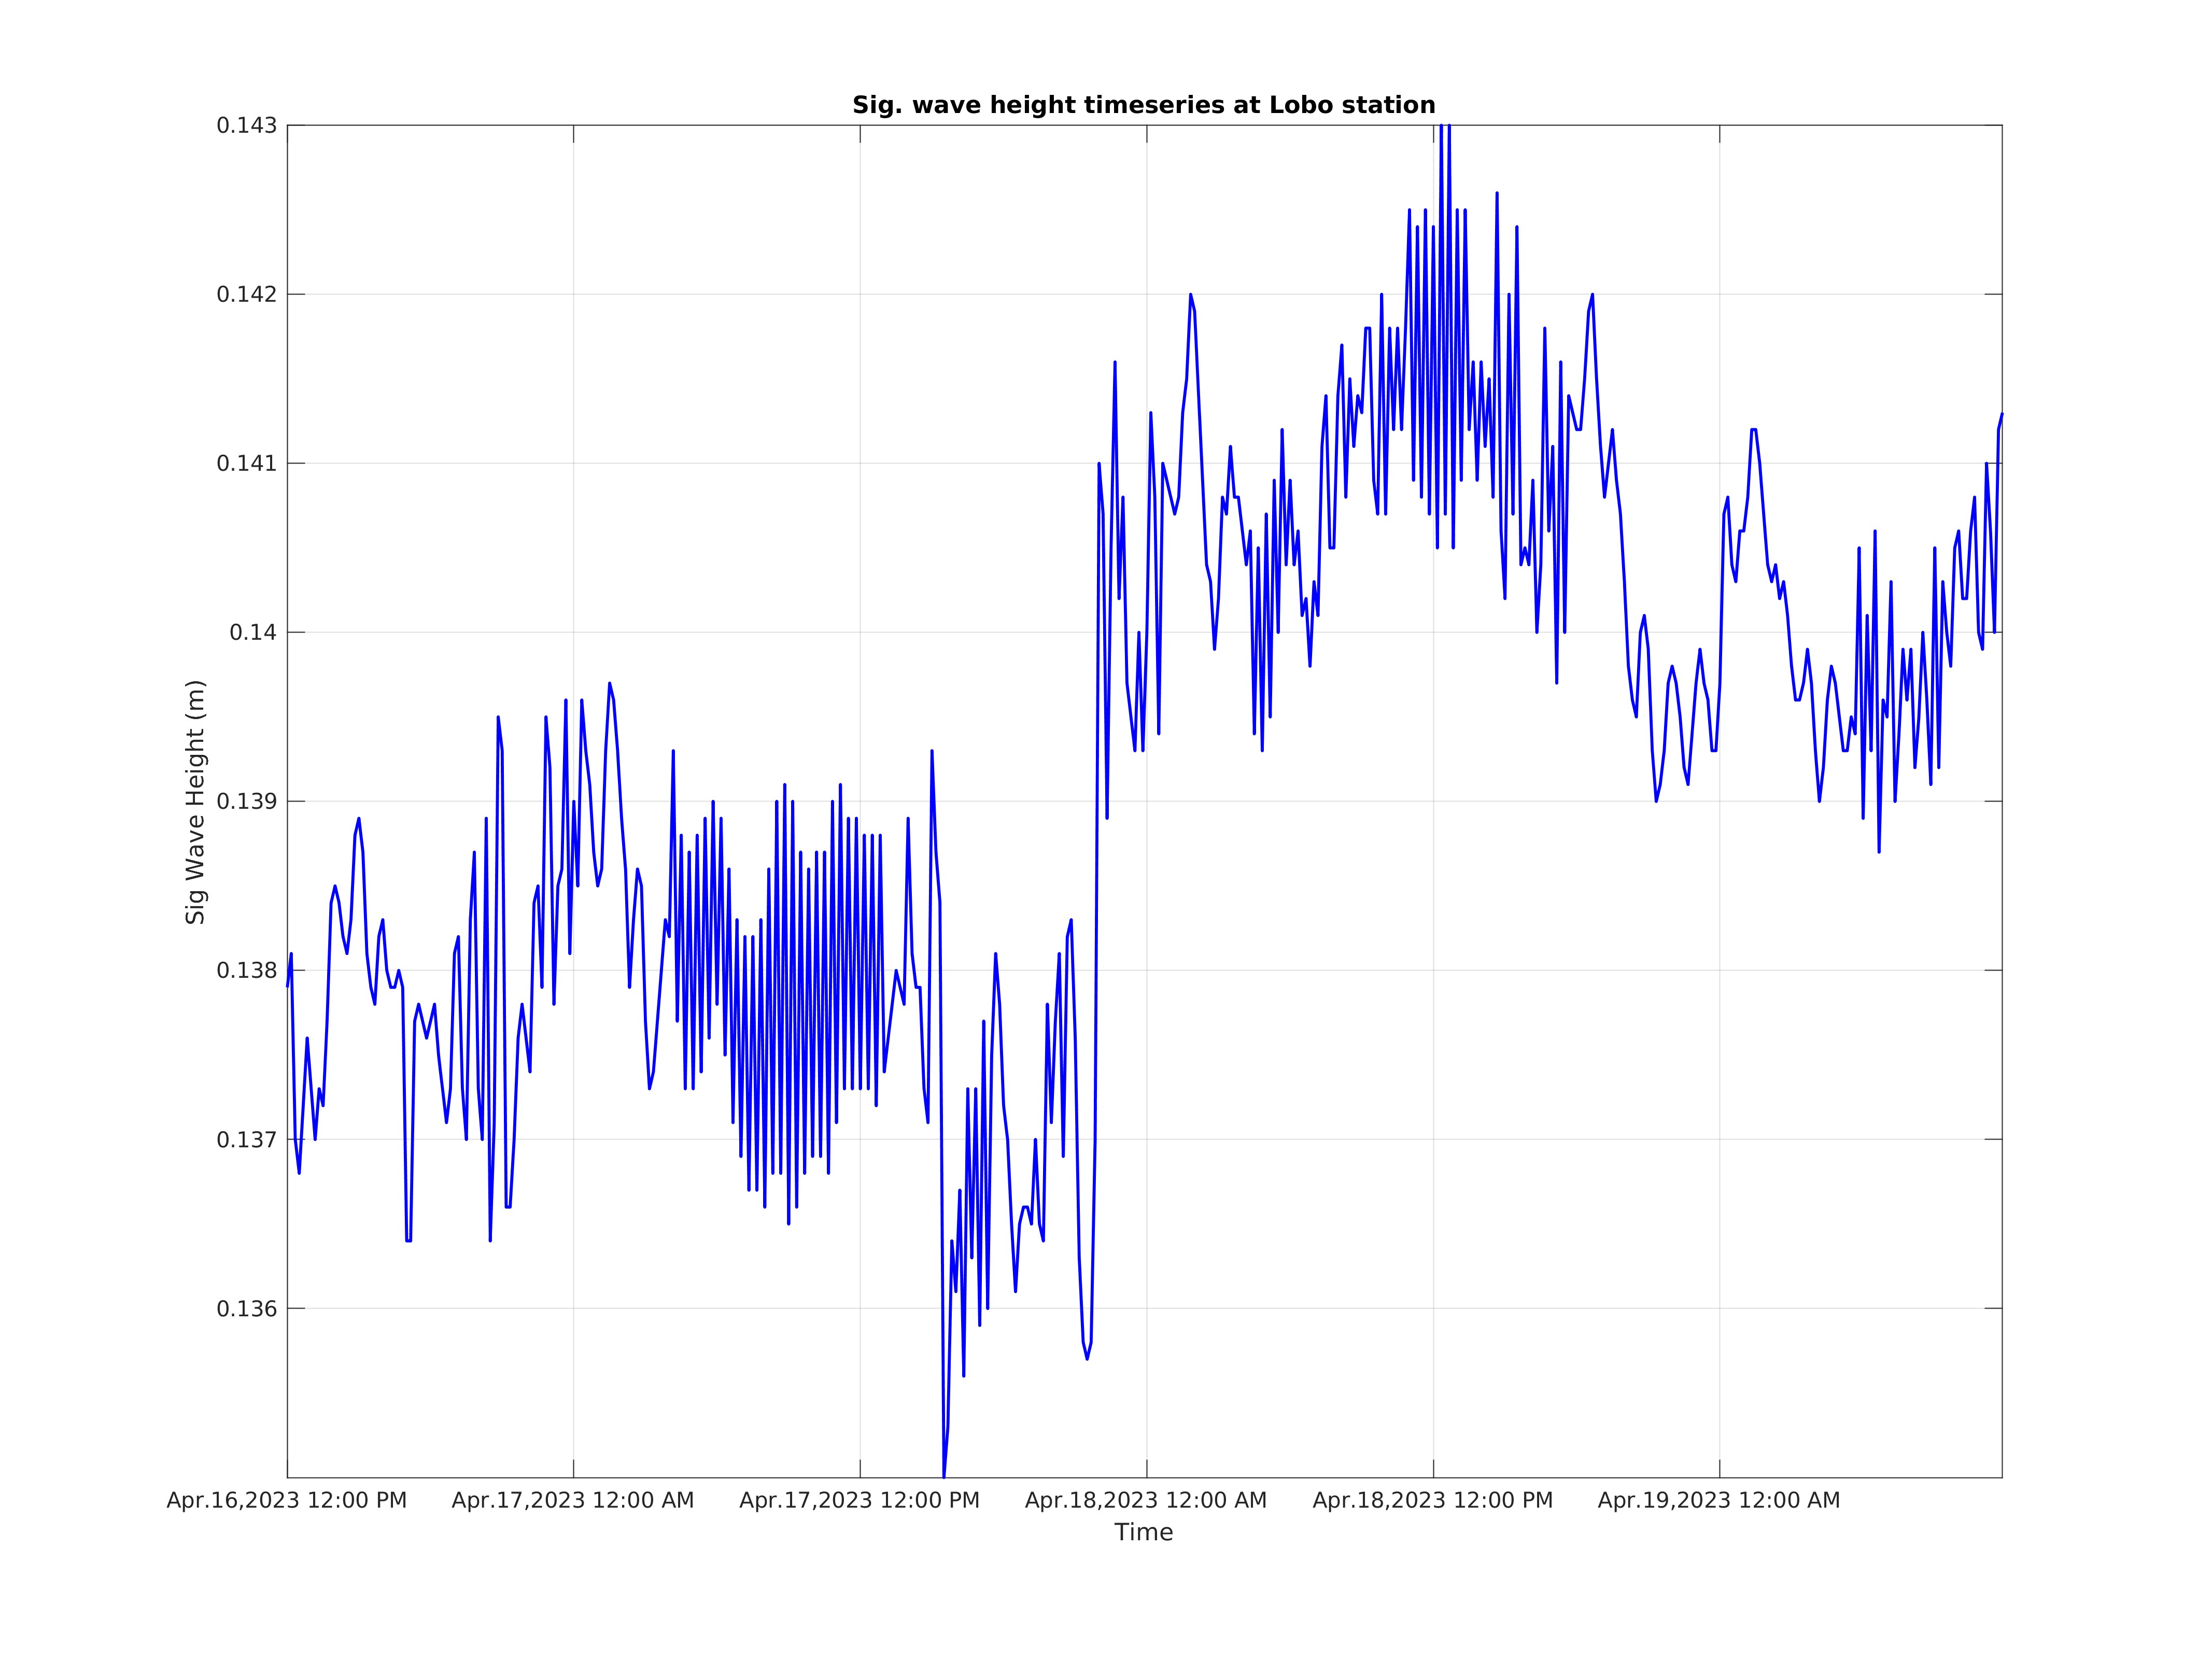 Sig. wave height timeseries at Lobo station
0.143
0.142
0.141
0.14
0.139
0.138
0.137
0.136
Sig Wave Height (m)
Apr.16,2023 12:00 PM Apr.17,2023 12:00 AM Apr.17,2023 12:00 PM Apr.18,2023 12:00 AM Apr.18,2023 12:00 PM Apr.19,2023 12:00 AM
Time